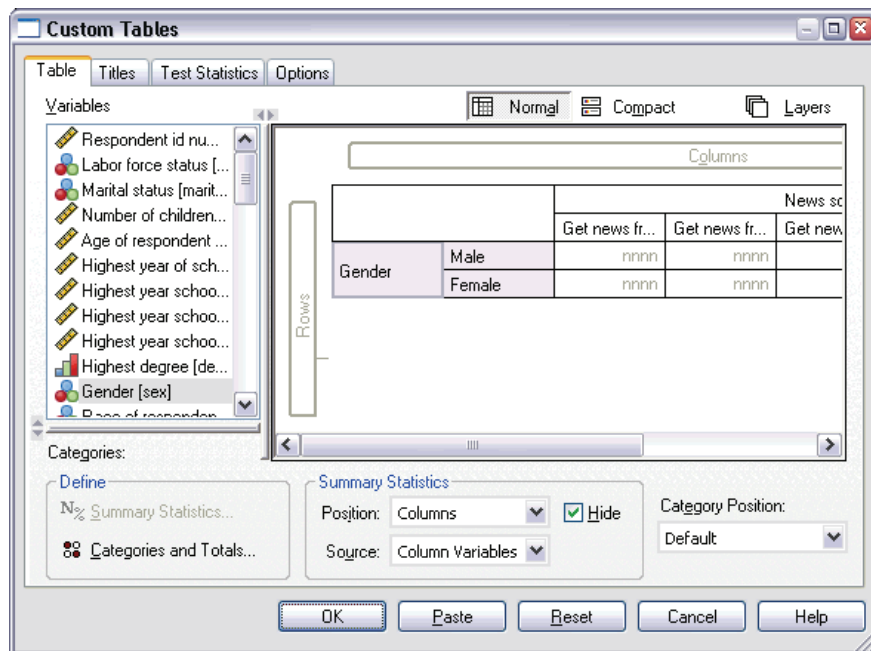 Custom Tables
Table Titles Test Statistics Options
Variables
Normal Compact Layers
Respondent id nu...
Labor force status [...
Marital status [marit...
Number of children...
Age of respondent ...
Highest year of sch...
Highest year schoo...
Highest year schoo...
Highest year schoo...
Highest degree [de...
Gender [sex]
Race of responden
Columns
Rows
News so
Get news fr... Get news fr... Get new
Gender Male nnnn nnnn
Female nnnn nnnn
Categories:
Define
N% Summary Statistics...
Categories and Totals...
Summary Statistics
Position: Columns Hide
Source: Column Variables
Category Position:
Default
OK Paste Reset Cancel Help